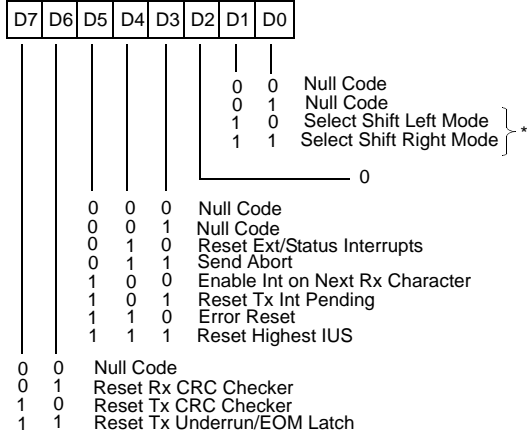 D7 D6 D5 D4 D3 D2 D1 D0
0 0 Null Code
0 1 Null Code
1 0 Select Shift Left Mode
1 1 Select Shift Right Mode
*
0
0 0 0 Null Code
0 0 1 Null Code
0 1 0 Reset Ext/Status Interrupts
0 1 1 Send Abort
1 0 0 Enable Int on Next Rx Character
1 0 1 Reset Tx Int Pending
1 1 0 Error Reset
1 1 1 Reset Highest IUS
0 0 Null Code
0 1 Reset Rx CRC Checker
1 0 Reset Tx CRC Checker
1 1 Reset Tx Underrun/EOM Latch